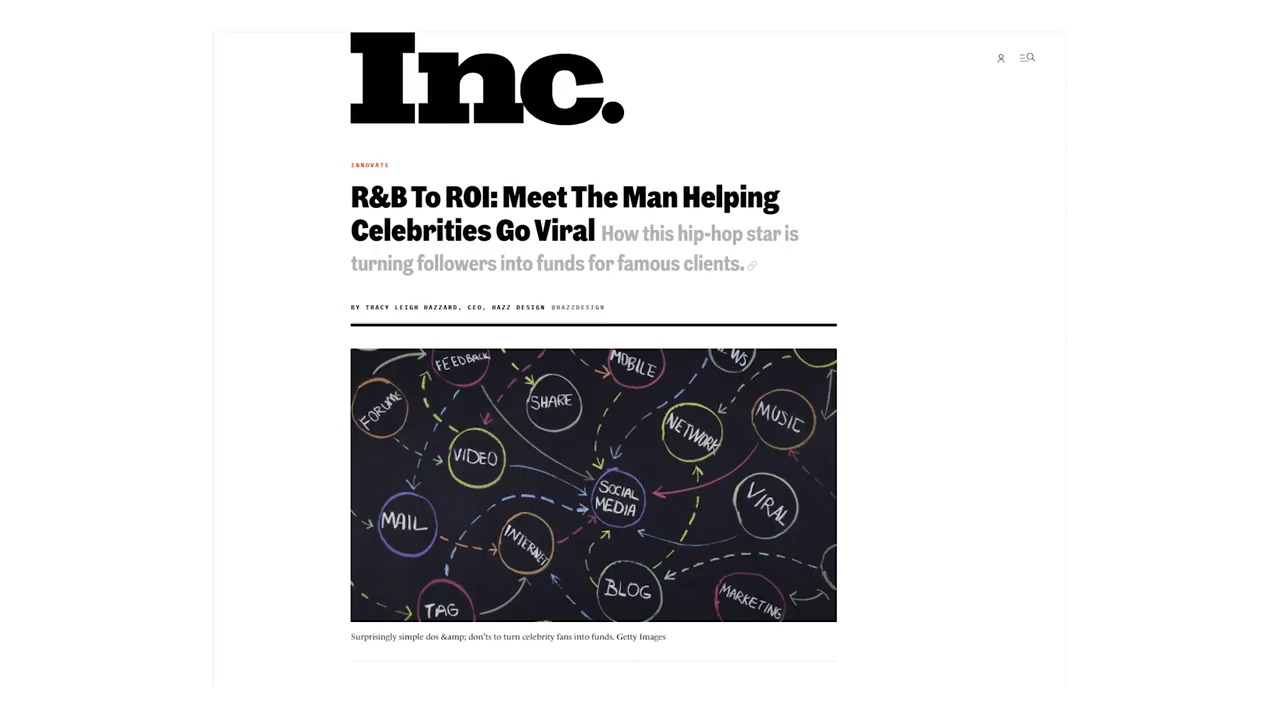 Inc.
INNOVATE
R&B To ROI: Meet The Man Helping
Celebrities Go Viral How this hip-hop star is
turning followers into funds for famous clients.
BY TRACY LEIGH HAZZARD, CEO, HAZZ DESIGN @HAZZDESIGN
FEEDBACK
MOBILE
EWS
FORUM
SHARE
NETWORK
MUSIC
VIDEO
SOCIAL
MEDIA
VIRAL
MAIL
INTERNET
BLOG
MARKETING
TAG
Surprisingly simple dos &amp; don'ts to turn celebrity fans into funds. Getty Images